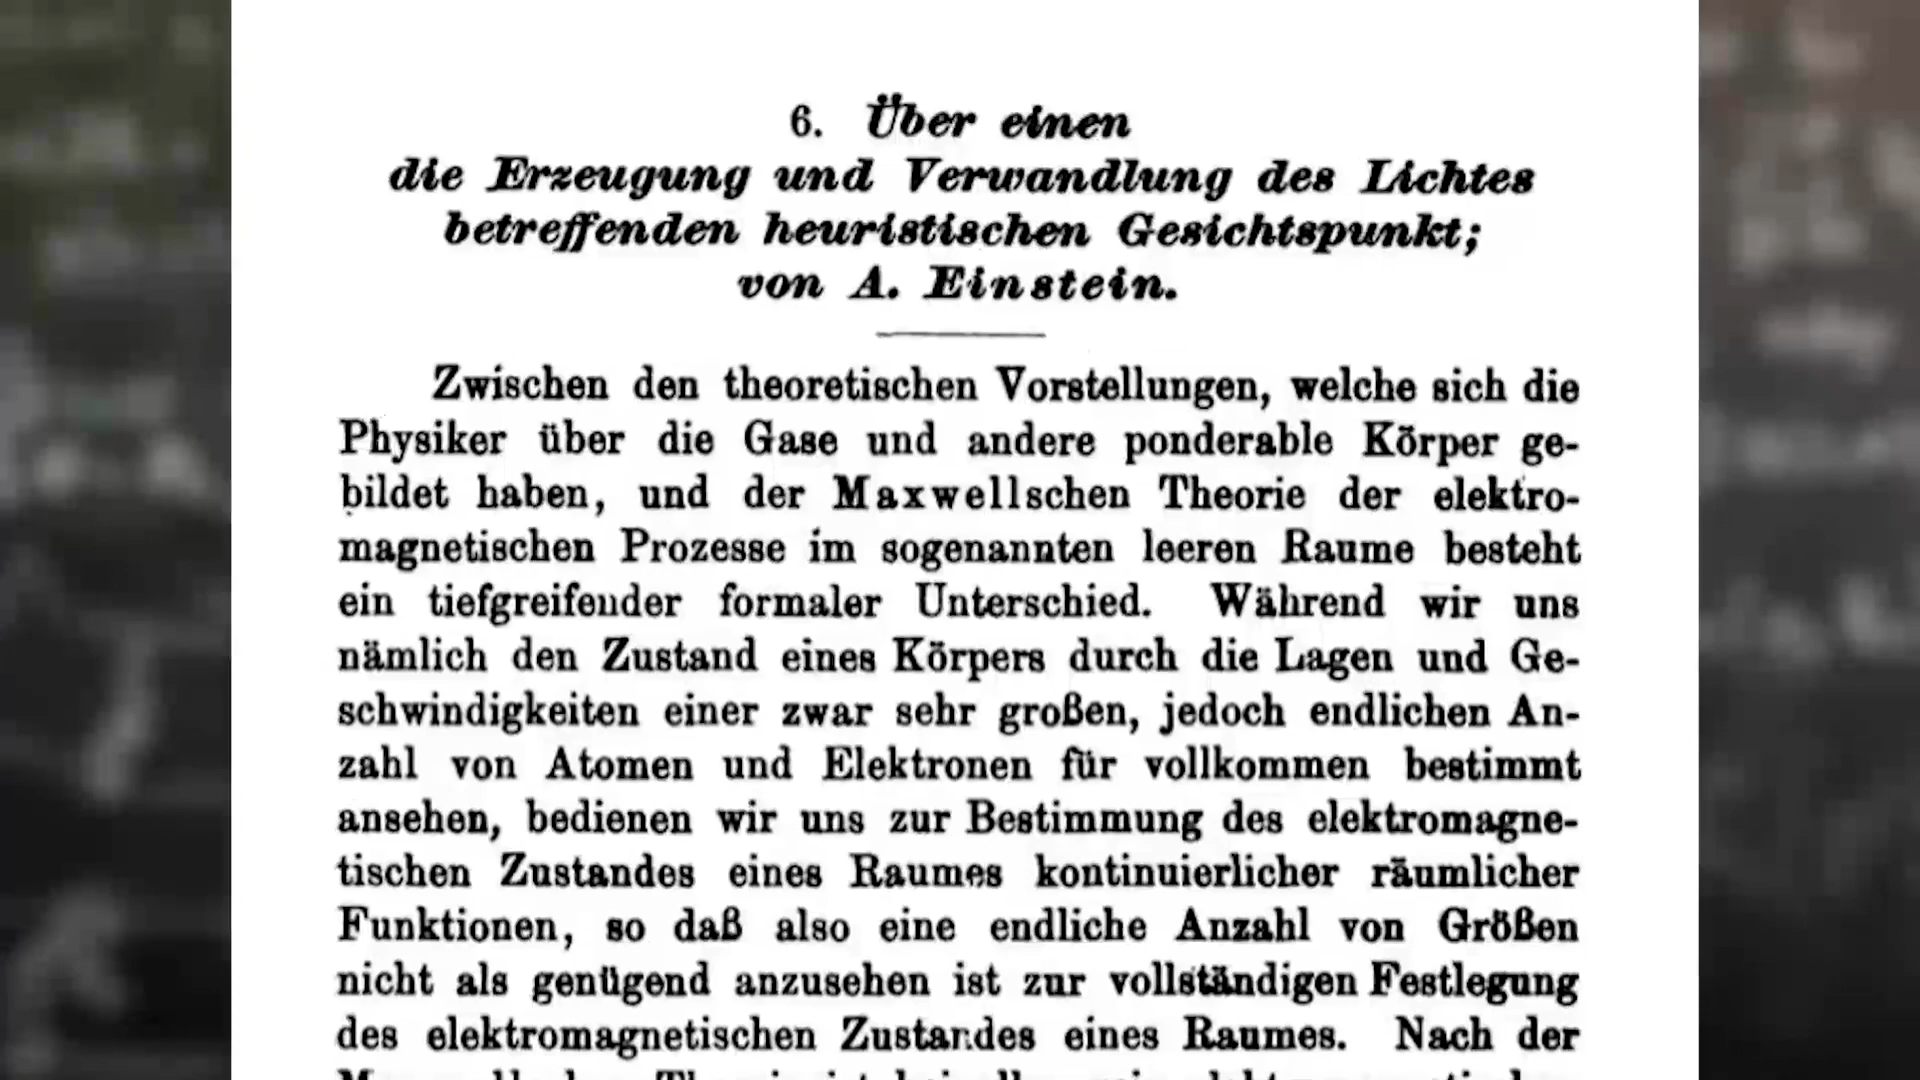 6. Über einen
die Erzeugung und Verwandlung des Lichtes
betreffenden heuristischen Gesichtspunkt;
von A. Einstein.
Zwischen den theoretischen Vorstellungen, welche sich die
Physiker über die Gase und andere ponderable Körper ge-
bildet haben, und der Maxwellschen Theorie der elektro-
magnetischen Prozesse im sogenannten leeren Raume besteht
ein tiefgreifender formaler Unterschied. Während wir uns
nämlich den Zustand eines Körpers durch die Lagen und Ge-
schwindigkeiten einer zwar sehr großen, jedoch endlichen An-
zahl von Atomen und Elektronen für vollkommen bestimmt
ansehen, bedienen wir uns zur Bestimmung des elektromagne-
tischen Zustandes eines Raumes kontinuierlicher räumlicher
Funktionen, so daß also eine endliche Anzahl von Größen
nicht als genügend anzusehen ist zur vollständigen Festlegung
des elektromagnetischen Zustandes eines Raumes. Nach der